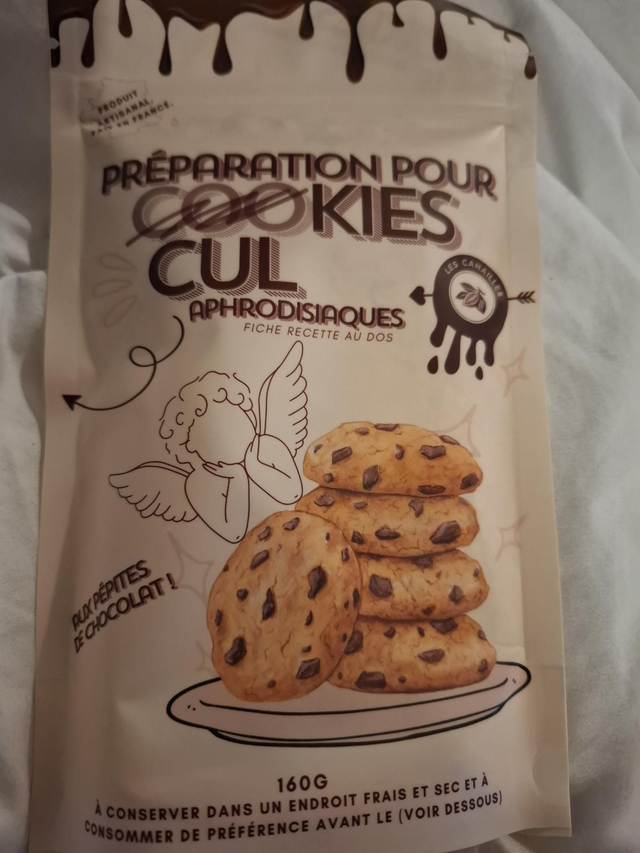 PRODUIT
ARTISANAL,
FAIT EN FRANCE.
PRÉPARATION POUR
COOKIES
CUL
APHRODISIAQUES
FICHE RECETTE AU DOS
LES CANAILLES
AUX PÉPITES
DE CHOCOLAT !
160G
À CONSERVER DANS UN ENDROIT FRAIS ET SEC ET À
CONSOMMER DE PRÉFÉRENCE AVANT LE (VOIR DESSOUS)